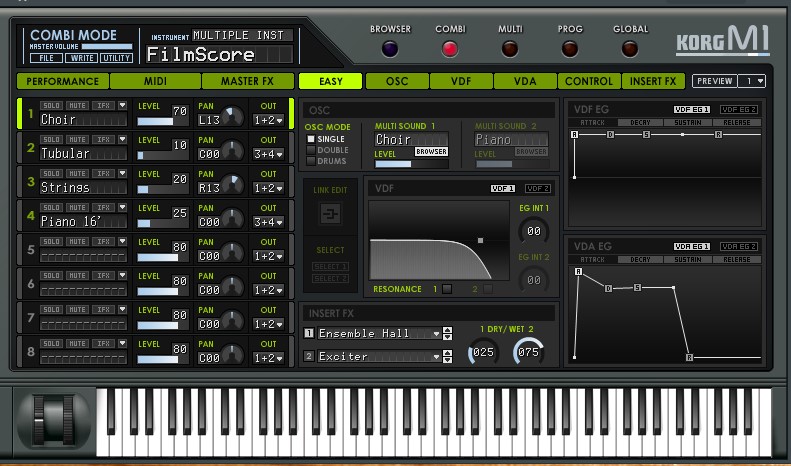 COMBI MODE
MASTER VOLUME
FILE WRITE UTILITY
INSTRUMENT MULTIPLE INST
FilmScore
BROWSER COMBI MULTI PROG GLOBAL
KORG M1
PERFORMANCE MIDI MASTER FX EASY OSC VDF VDA CONTROL INSERT FX PREVIEW 1
1 SOLO MUTE IFX Choir LEVEL 70 PAN L13 OUT 1+2
2 SOLO MUTE IFX Tubular LEVEL 10 PAN C00 OUT 3+4
3 SOLO MUTE IFX Strings LEVEL 20 PAN R13 OUT 1+2
4 SOLO MUTE IFX Piano 16' LEVEL 25 PAN C00 OUT 3+4
5 SOLO MUTE IFX LEVEL 80 PAN C00 OUT 1+2
6 SOLO MUTE IFX LEVEL 80 PAN C00 OUT 1+2
7 SOLO MUTE IFX LEVEL 80 PAN C00 OUT 1+2
8 SOLO MUTE IFX LEVEL 80 PAN C00 OUT 1+2
OSC
OSC MODE
SINGLE
DOUBLE
DRUMS
MULTI SOUND 1
Choir
LEVEL BROWSER
MULTI SOUND 2
Piano
LEVEL BROWSER
LINK EDIT
SELECT
SELECT 1
SELECT 2
VDF VDF 1 VDF 2
EG INT 1
00
EG INT 2
00
RESONANCE 1 2
INSERT FX
1 Ensemble Hall
2 Exciter
1 DRY/WET 2
025 075
VDF EG VDF EG 1 VDF EG 2
ATTACK DECAY SUSTAIN RELEASE
A D S R
VDA EG VDA EG 1 VDA EG 2
ATTACK DECAY SUSTAIN RELEASE
A D S R